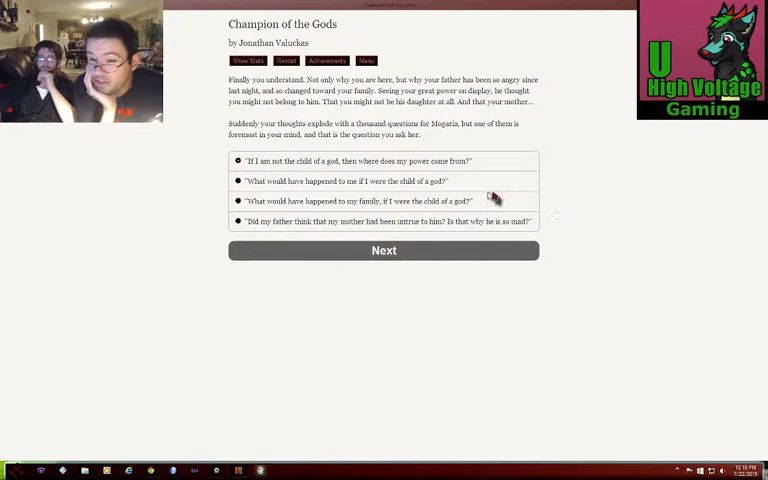 Champion of the Gods
by Jonathan Valuckas
Show Stats Restart Achievements Menu
Finally you understand. Not only why you are here, but why your father has been so angry since
last night, and so changed toward your family. Seeing your great power on display, he thought
you might not belong to him. That you might not be his daughter at all. And that your mother...
Suddenly your thoughts explode with a thousand questions for Mogaria, but one of them is
foremost in your mind, and that is the question you ask her.
"If I am not the child of a god, then where does my power come from?"
"What would have happened to me if I were the child of a god?"
"What would have happened to my family, if I were the child of a god?"
"Did my father think that my mother had been untrue to him? Is that why he is so mad?"
Next
U
High Voltage
Gaming
10:16 PM
7/22/2015